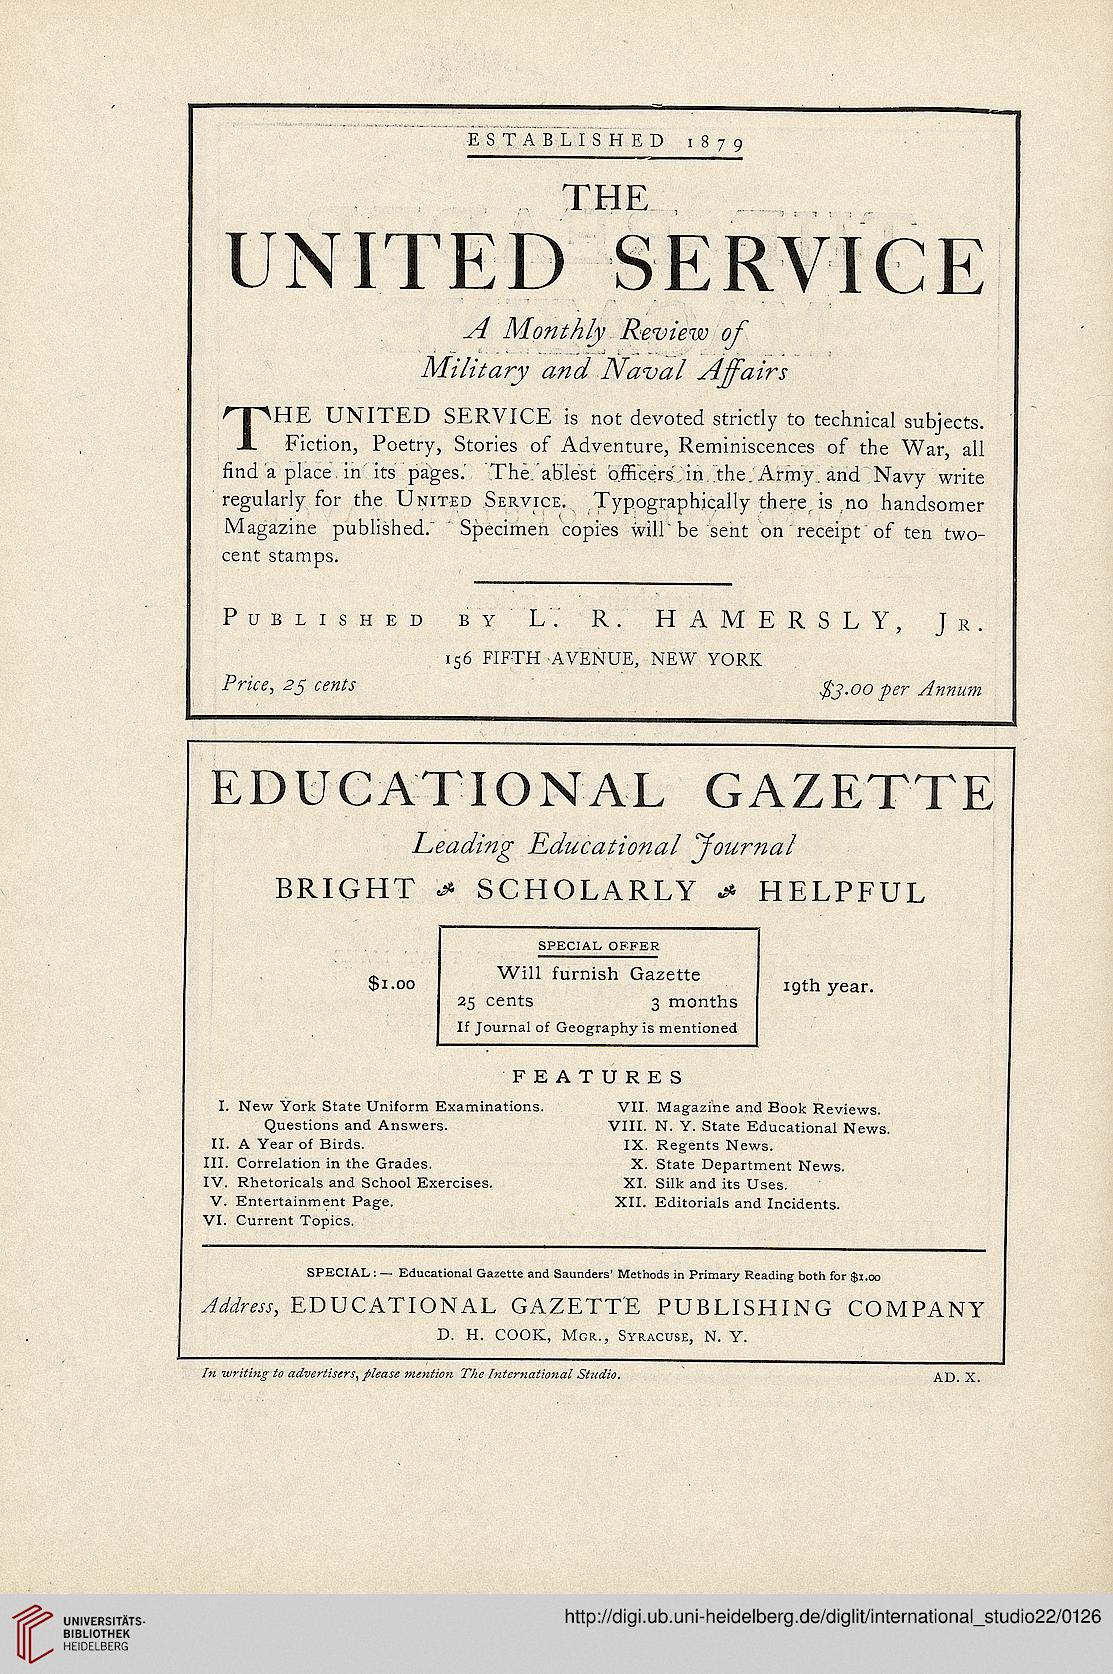 ESTABLISHED 1879
THE
UNITED SERVICE
A Monthly Review of
Military and Naval Affairs
THE UNITED SERVICE is not devoted strictly to technical subjects.
Fiction, Poetry, Stories of Adventure, Reminiscences of the War, all
find a place in its pages. The ablest officers in the Army and Navy write
regularly for the UNITED SERVICE. Typographically there is no handsomer
Magazine published. Specimen copies will be sent on receipt of ten two-
cent stamps.
PUBLISHED BY L. R. HAMERSLY, JR.
156 FIFTH AVENUE, NEW YORK
Price, 25 cents $3.00 per Annum
EDUCATIONAL GAZETTE
Leading Educational Journal
BRIGHT SCHOLARLY HELPFUL
SPECIAL OFFER
Will furnish Gazette
$1.00 25 cents 3 months 19th year.
If Journal of Geography is mentioned
FEATURES
I. New York State Uniform Examinations.
Questions and Answers.
II. A Year of Birds.
III. Correlation in the Grades.
IV. Rhetoricals and School Exercises.
V. Entertainment Page.
VI. Current Topics.
VII. Magazine and Book Reviews.
VIII. N. Y. State Educational News.
IX. Regents News.
X. State Department News.
XI. Silk and its Uses.
XII. Editorials and Incidents.
SPECIAL:— Educational Gazette and Saunders' Methods in Primary Reading both for $1.00
Address, EDUCATIONAL GAZETTE PUBLISHING COMPANY
D. H. COOK, MGR., SYRACUSE, N. Y.
In writing to advertisers, please mention The International Studio.
AD. X.
UNIVERSITÄTS-
BIBLIOTHEK
HEIDELBERG
http://digi.ub.uni-heidelberg.de/diglit/international_studio22/0126